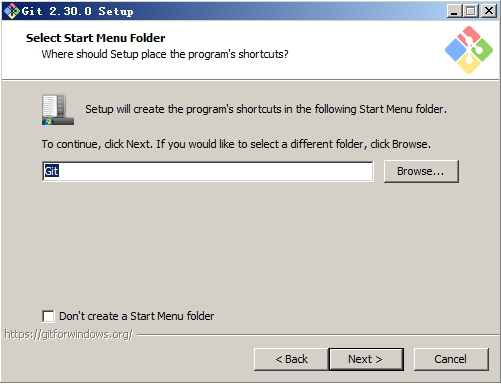 Git 2.30.0 Setup
Select Start Menu Folder
Where should Setup place the program's shortcuts?
Setup will create the program's shortcuts in the following Start Menu folder.
To continue, click Next. If you would like to select a different folder, click Browse.
Git
Browse...
Don't create a Start Menu folder
https://gitforwindows.org/
< Back
Next >
Cancel